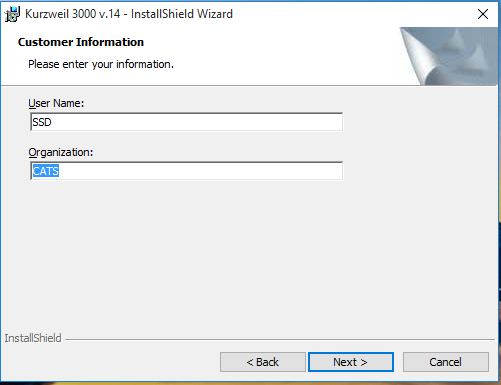 Kurzweil 3000 v.14 - InstallShield Wizard
Customer Information
Please enter your information.
User Name:
SSD
Organization:
CATS
InstallShield
< Back
Next >
Cancel